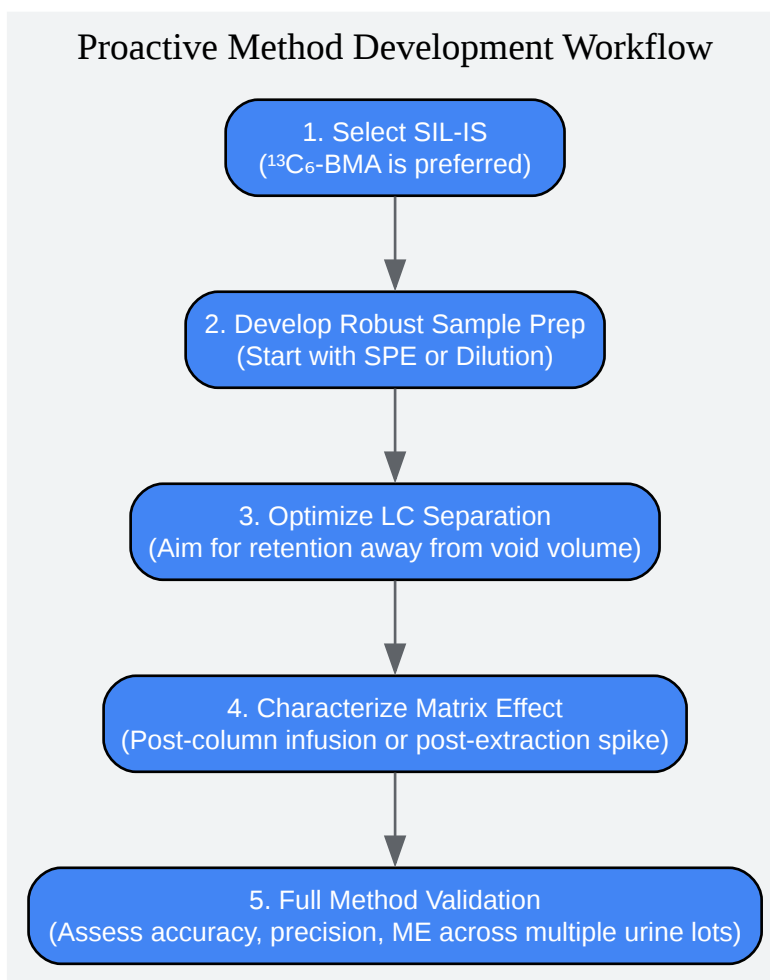 Proactive Method Development Workflow
1. Select SIL-IS
(¹³C₆-BMA is preferred)
2. Develop Robust Sample Prep
(Start with SPE or Dilution)
3. Optimize LC Separation
(Aim for retention away from void volume)
4. Characterize Matrix Effect
(Post-column infusion or post-extraction spike)
5. Full Method Validation
(Assess accuracy, precision, ME across multiple urine lots)